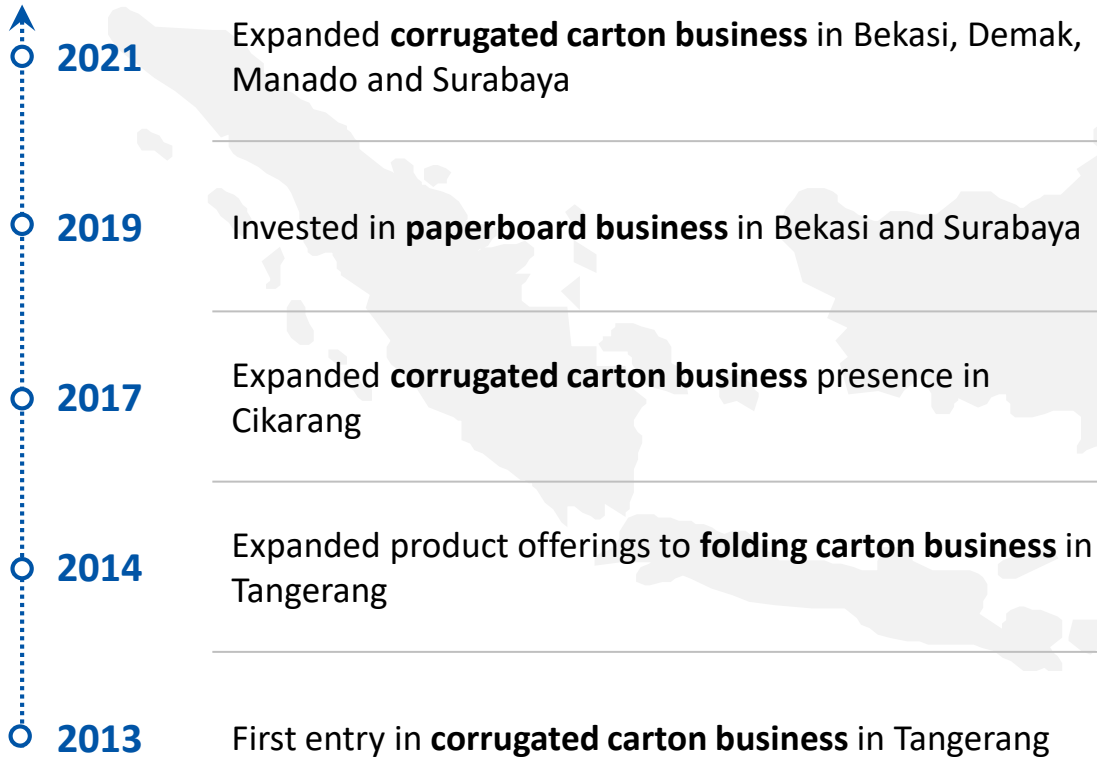 2021
Expanded corrugated carton business in Bekasi, Demak,
Manado and Surabaya
2019
Invested in paperboard business in Bekasi and Surabaya
2017
Expanded corrugated carton business presence in
Cikarang
2014
Expanded product offerings to folding carton business in
Tangerang
2013
First entry in corrugated carton business in Tangerang